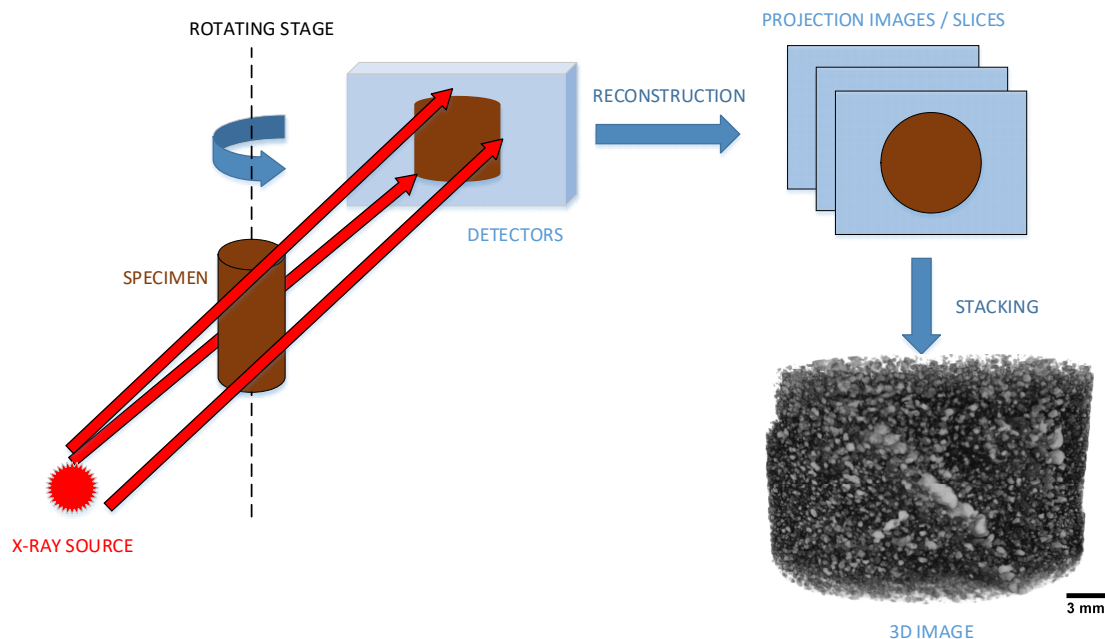 ROTATING STAGE
PROJECTION IMAGES / SLICES
RECONSTRUCTION
DETECTORS
SPECIMEN
STACKING
X-RAY SOURCE
3 mm
3D IMAGE